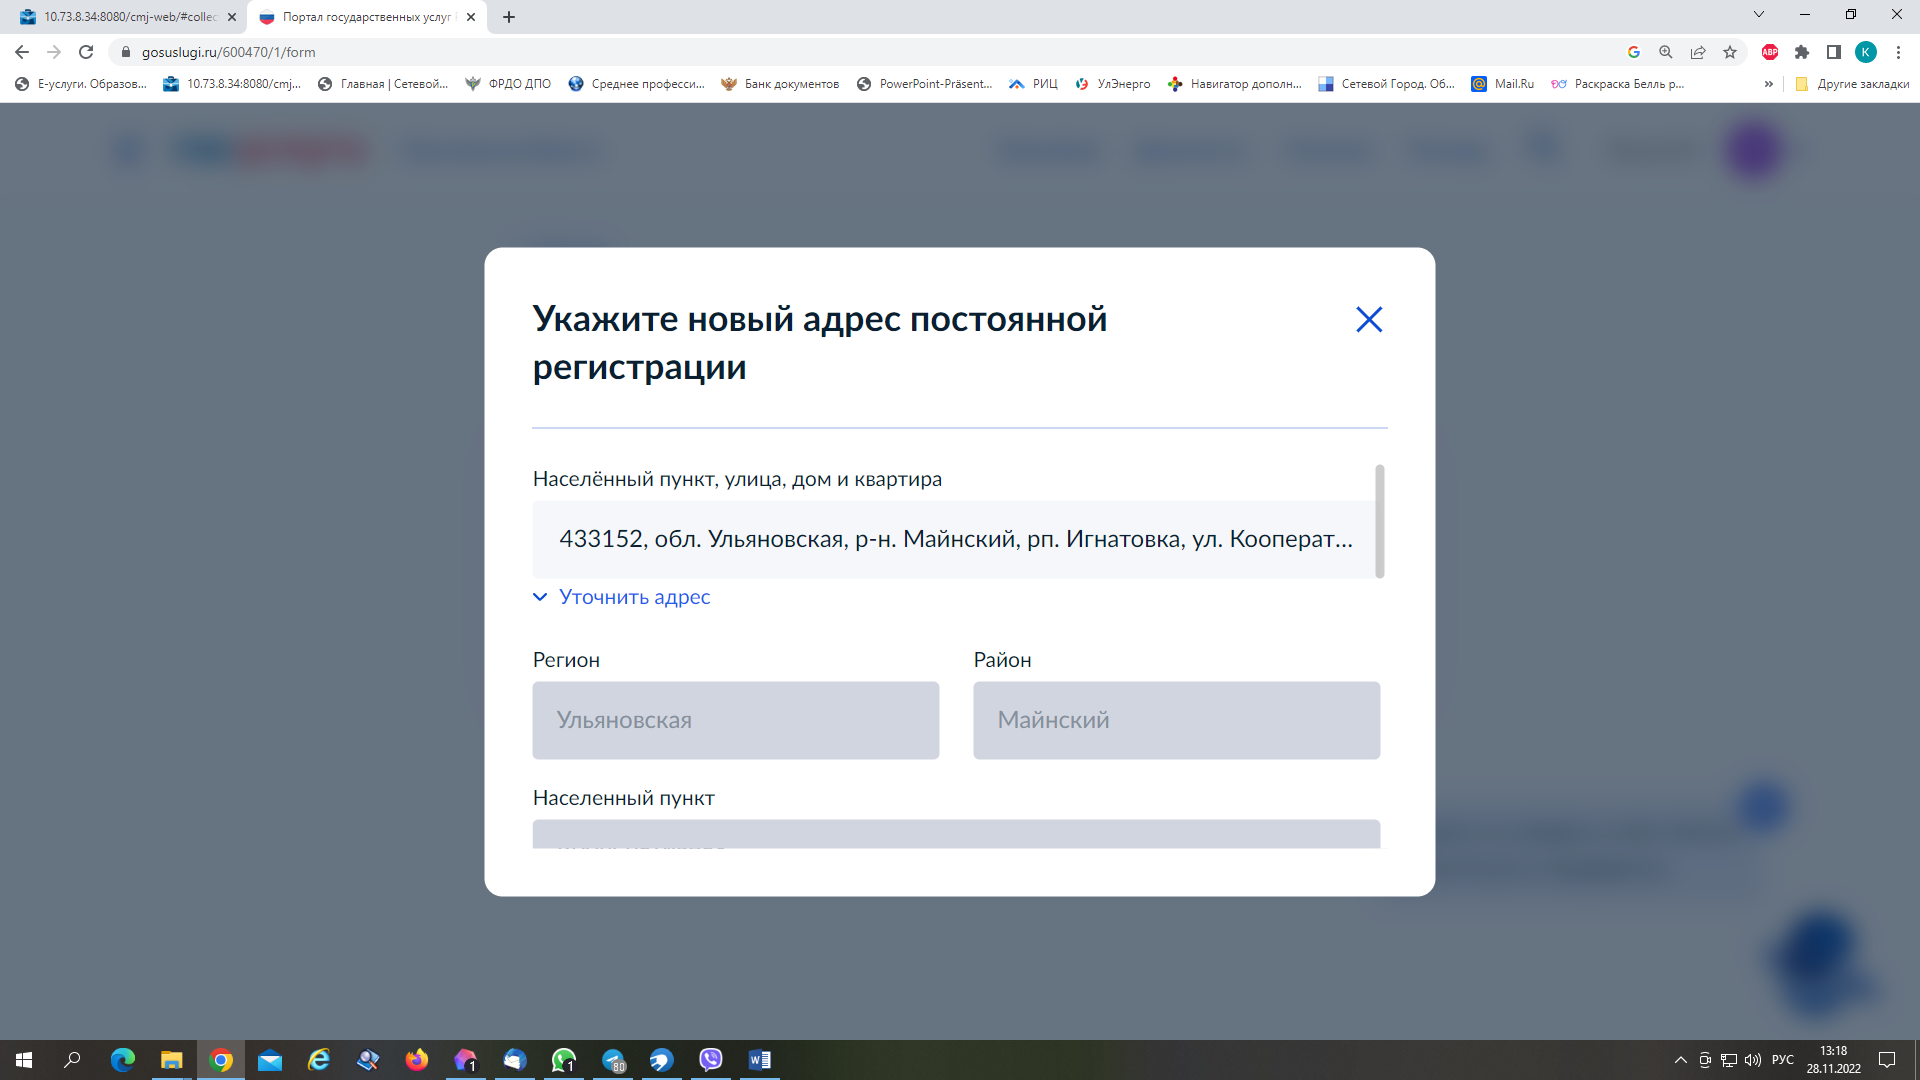 10.73.8.34:8080/cmj-web/#collec
Портал государственных услуг
gosuslugi.ru/600470/1/form
Е-услуги. Образов...
10.73.8.34:8080/cmj...
Главная | Сетевой...
ФРДО ДПО
Среднее професси...
Банк документов
PowerPoint-Präsent...
РИЦ
УлЭнерго
Навигатор дополн...
Сетевой Город. Об...
Mail.Ru
Раскраска Белль р...
»
Другие закладки
ABP
K
Укажите новый адрес постоянной
регистрации
Населённый пункт, улица, дом и квартира
433152, обл. Ульяновская, р-н. Майнский, рп. Игнатовка, ул. Кооперат...
Уточнить адрес
Регион
Район
Ульяновская
Майнский
Населенный пункт
1
1
80
РУС
13:18
28.11.2022